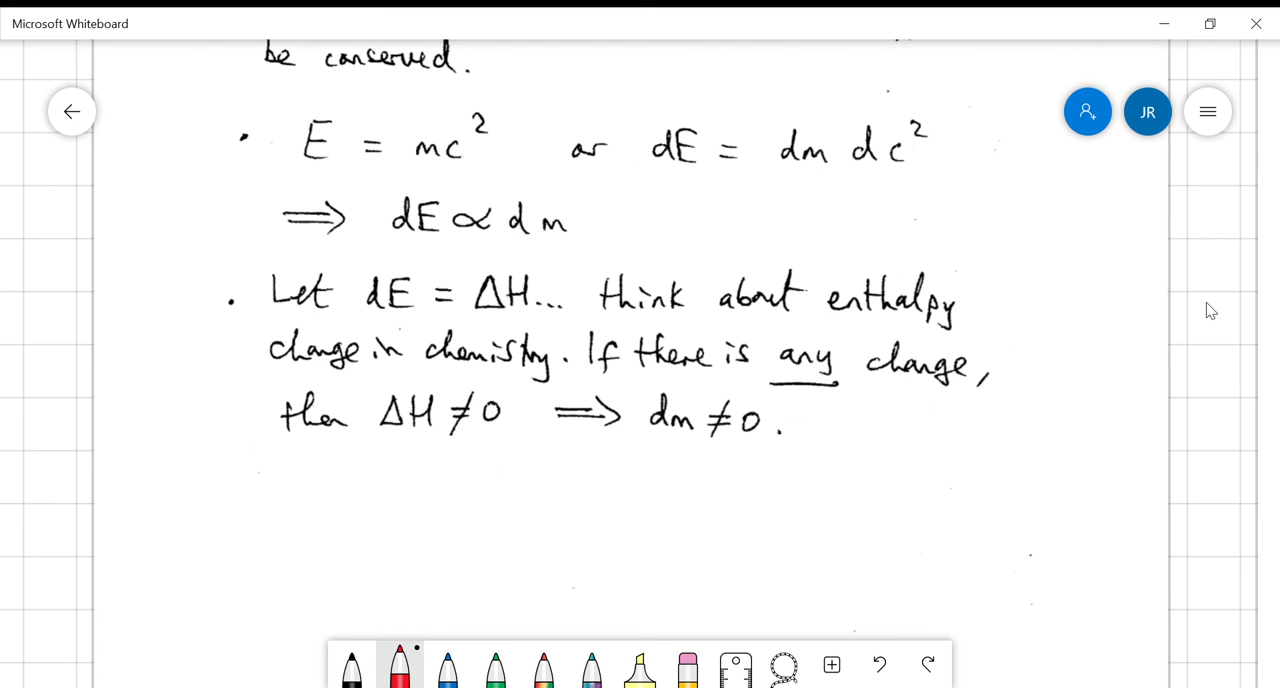 Microsoft Whiteboard
be conserved.
• E = mc² or dE = dm dc²
⟹ dE ∝ dm
JR
• Let dE = ΔH... think about enthalpy
change in chemistry. If there is any change,
then ΔH ≠ 0 ⟹ dm ≠ 0.